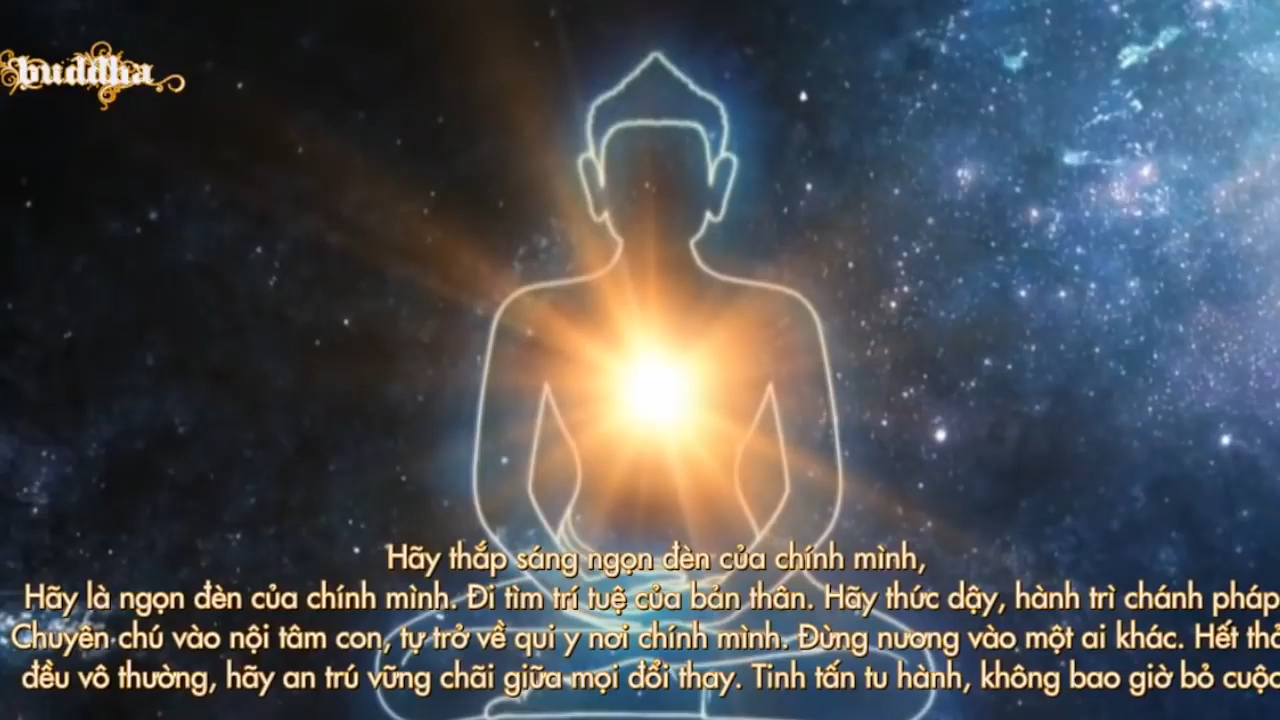 buddha
Hãy thắp sáng ngọn đèn của chính mình,
Hãy là ngọn đèn của chính mình. Đi tìm trí tuệ của bản thân. Hãy thức dậy, hành trì chánh pháp
Chuyên chú vào nội tâm con, tự trở về qui y nơi chính mình. Đừng nương vào một ai khác. Hết
đều vô thường, hãy an trú vững chãi giữa mọi đổi thay. Tinh tấn tu hành, không bao giờ bỏ cuộc